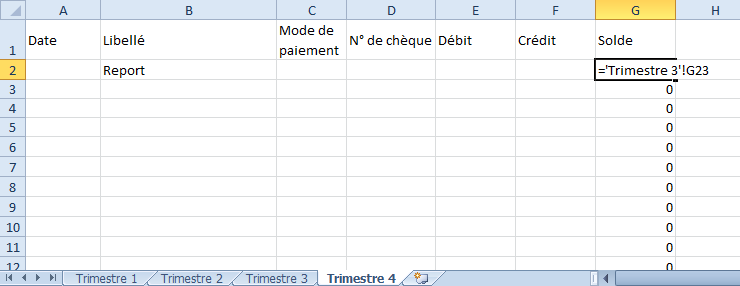 A B C D E F G H
1 Date Libellé Mode de paiement N° de chèque Débit Crédit Solde
2 Report ='Trimestre 3'!G23
3 0
4 0
5 0
6 0
7 0
8 0
9 0
10 0
11 0
12 0
Trimestre 1 Trimestre 2 Trimestre 3 Trimestre 4